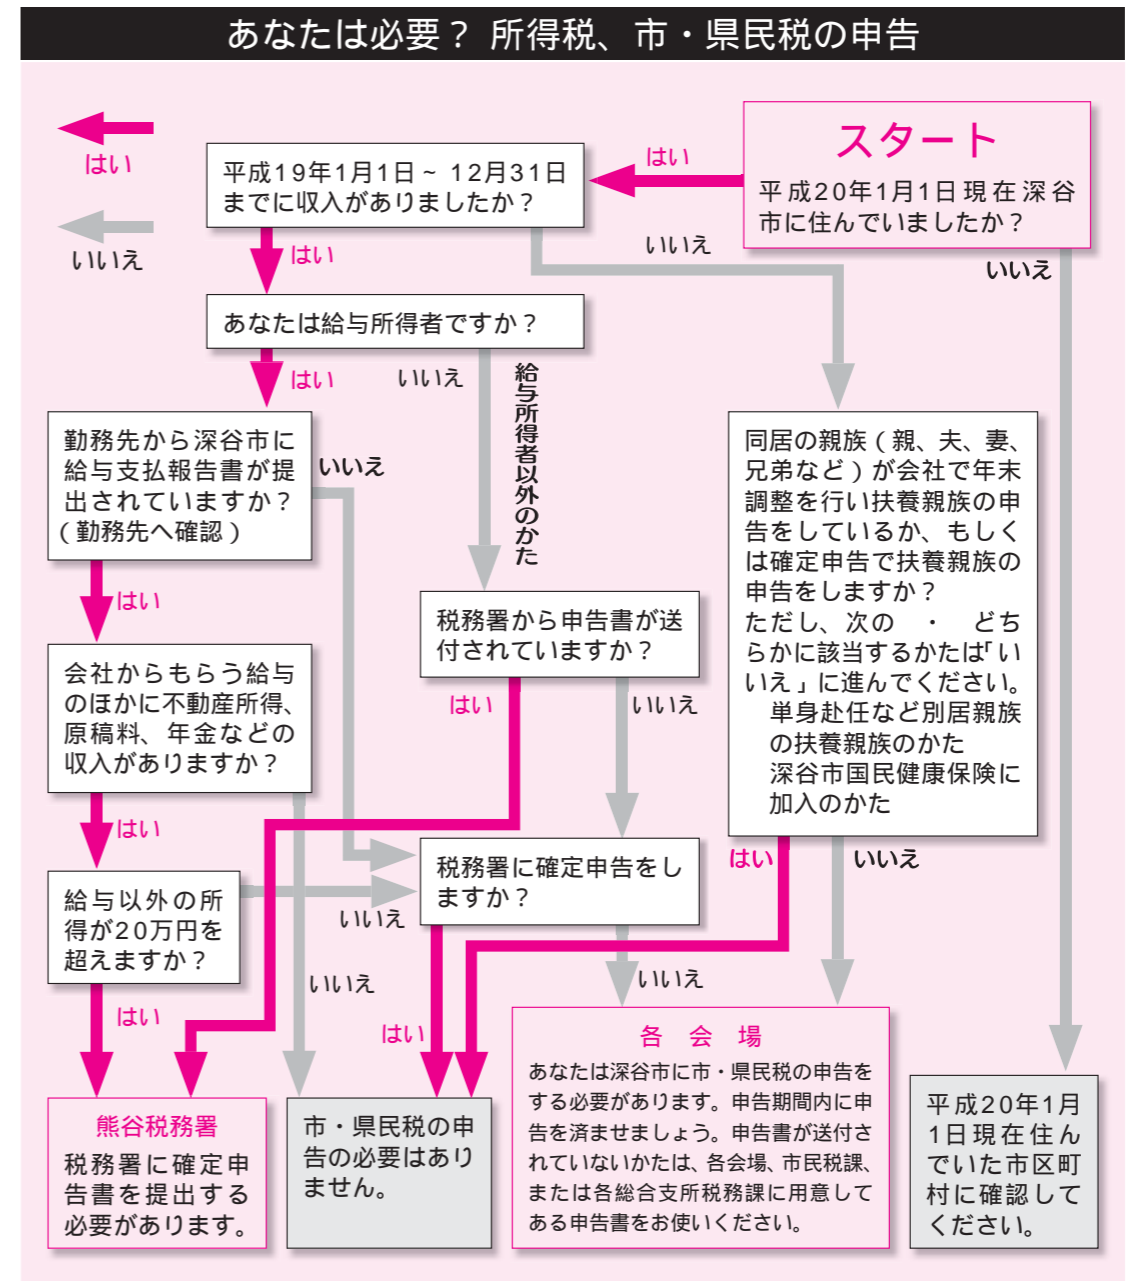 あなたは必要？ 所得税、市・県民税の申告
はい
いいえ
スタート
平成20年1月1日現在深谷
市に住んでいましたか？
はい
いいえ
平成19年1月1日~ 12月31日
までに収入がありましたか？
はい
いいえ
あなたは給与所得者ですか？
はい
いいえ
給与所得者以外のかた
勤務先から深谷市に
給与支払報告書が提
出されていますか？
(勤務先へ確認)
いいえ
はい
同居の親族(親、夫、妻、
兄弟など)が会社で年末
調整を行い扶養親族の申
告をしているか、もしく
は確定申告で扶養親族の
申告をしますか？
ただし、次の ・ どち
らかに該当するかたは「い
いえ」に進んでください。
単身赴任など別居親族
の扶養親族のかた
深谷市国民健康保険に
加入のかた
はい
いいえ
税務署から申告書が送
付されていますか？
はい
いいえ
会社からもらう給与
のほかに不動産所得、
原稿料、年金などの
収入がありますか？
はい
いいえ
税務署に確定申告をし
ますか？
はい
いいえ
給与以外の所
得が20万円を
超えますか？
いいえ
はい
熊谷税務署
税務署に確定申
告書を提出する
必要があります。
市・県民税の申
告の必要はあり
ません。
各 会 場
あなたは深谷市に市・県民税の申告を
する必要があります。申告期間内に申
告を済ませましょう。申告書が送付さ
れていないかたは、各会場、市民税課、
または各総合支所税務課に用意して
ある申告書をお使いください。
平成20年1月
1日現在住ん
でいた市区町
村に確認して
ください。